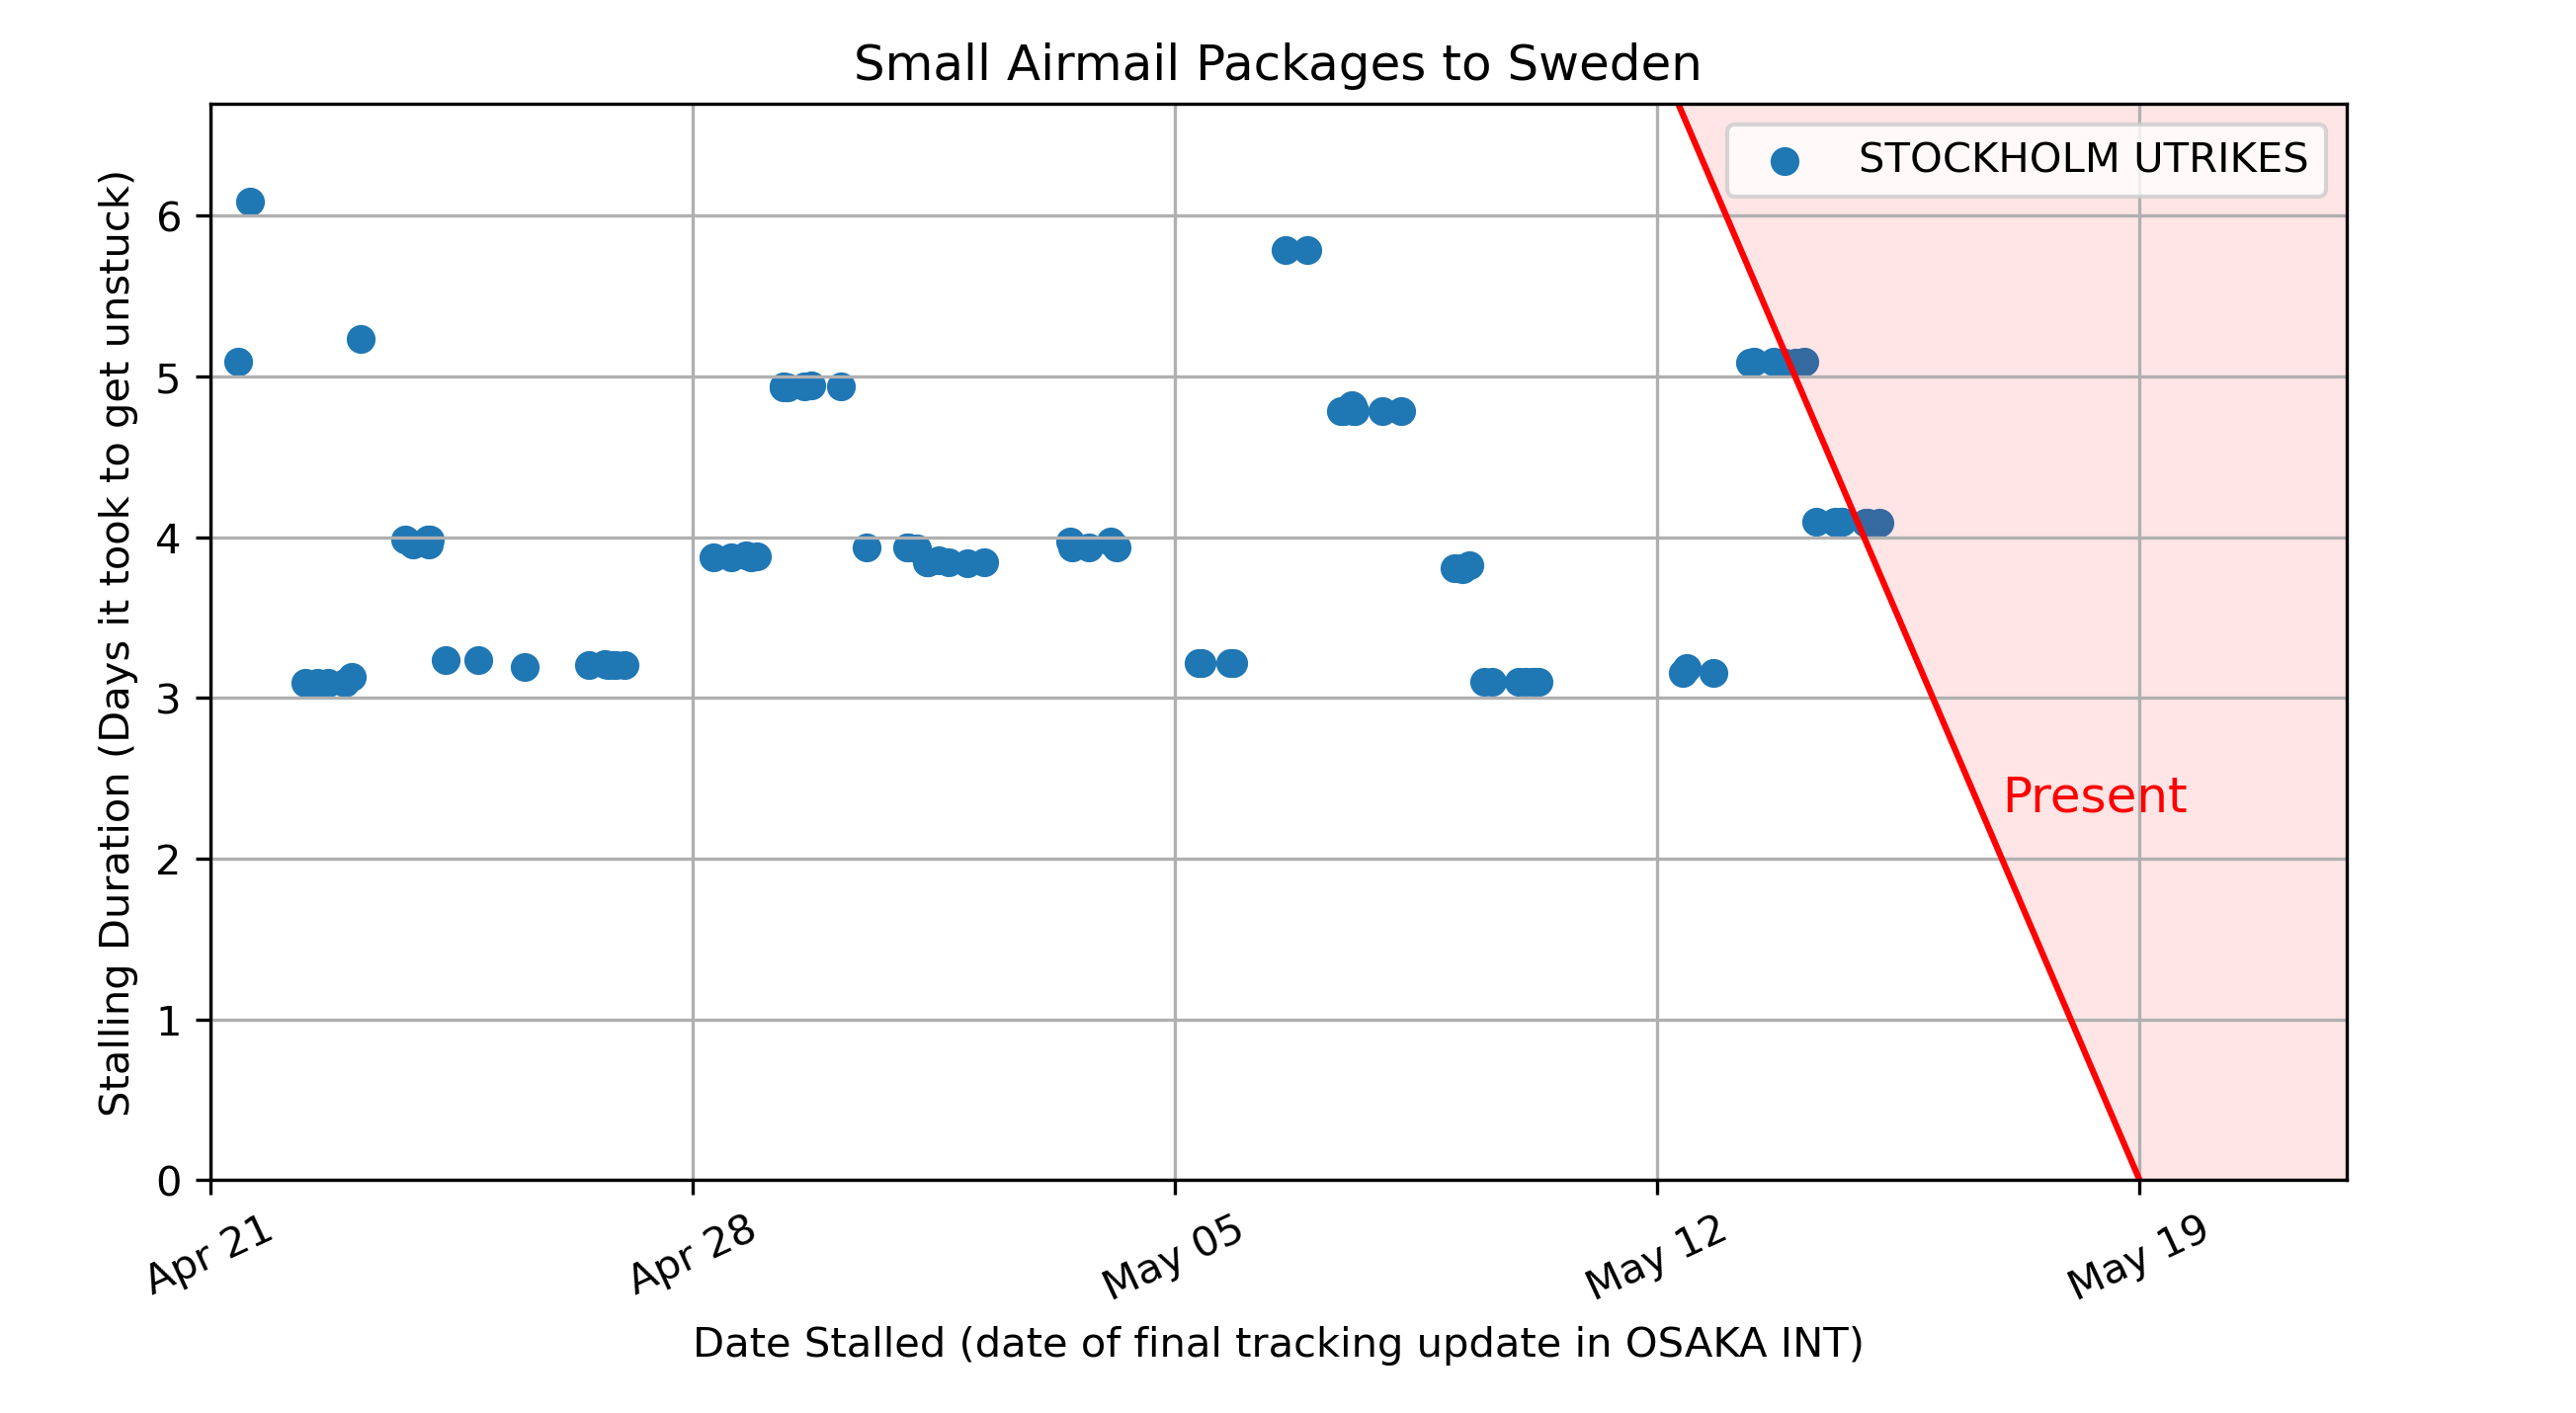 Small Airmail Packages to Sweden
STOCKHOLM UTRIKES
Stalling Duration (Days it took to get unstuck)
6
5
4
3
2
1
0
Present
Apr 21
Apr 28
May 05
May 12
May 19
Date Stalled (date of final tracking update in OSAKA INT)